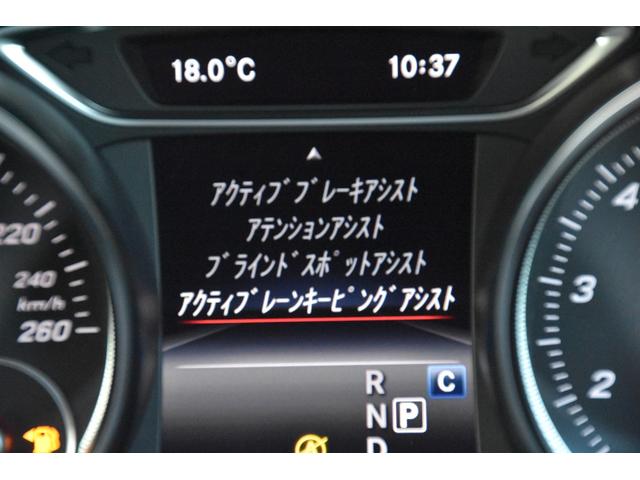 18.0°C 10:37
アクティブブレーキアシスト
アテンションアシスト
ブラインドスポットアシスト
アクティブレーンキーピングアシスト
220
240
km/h
260
4
3
2
R C
N P
D